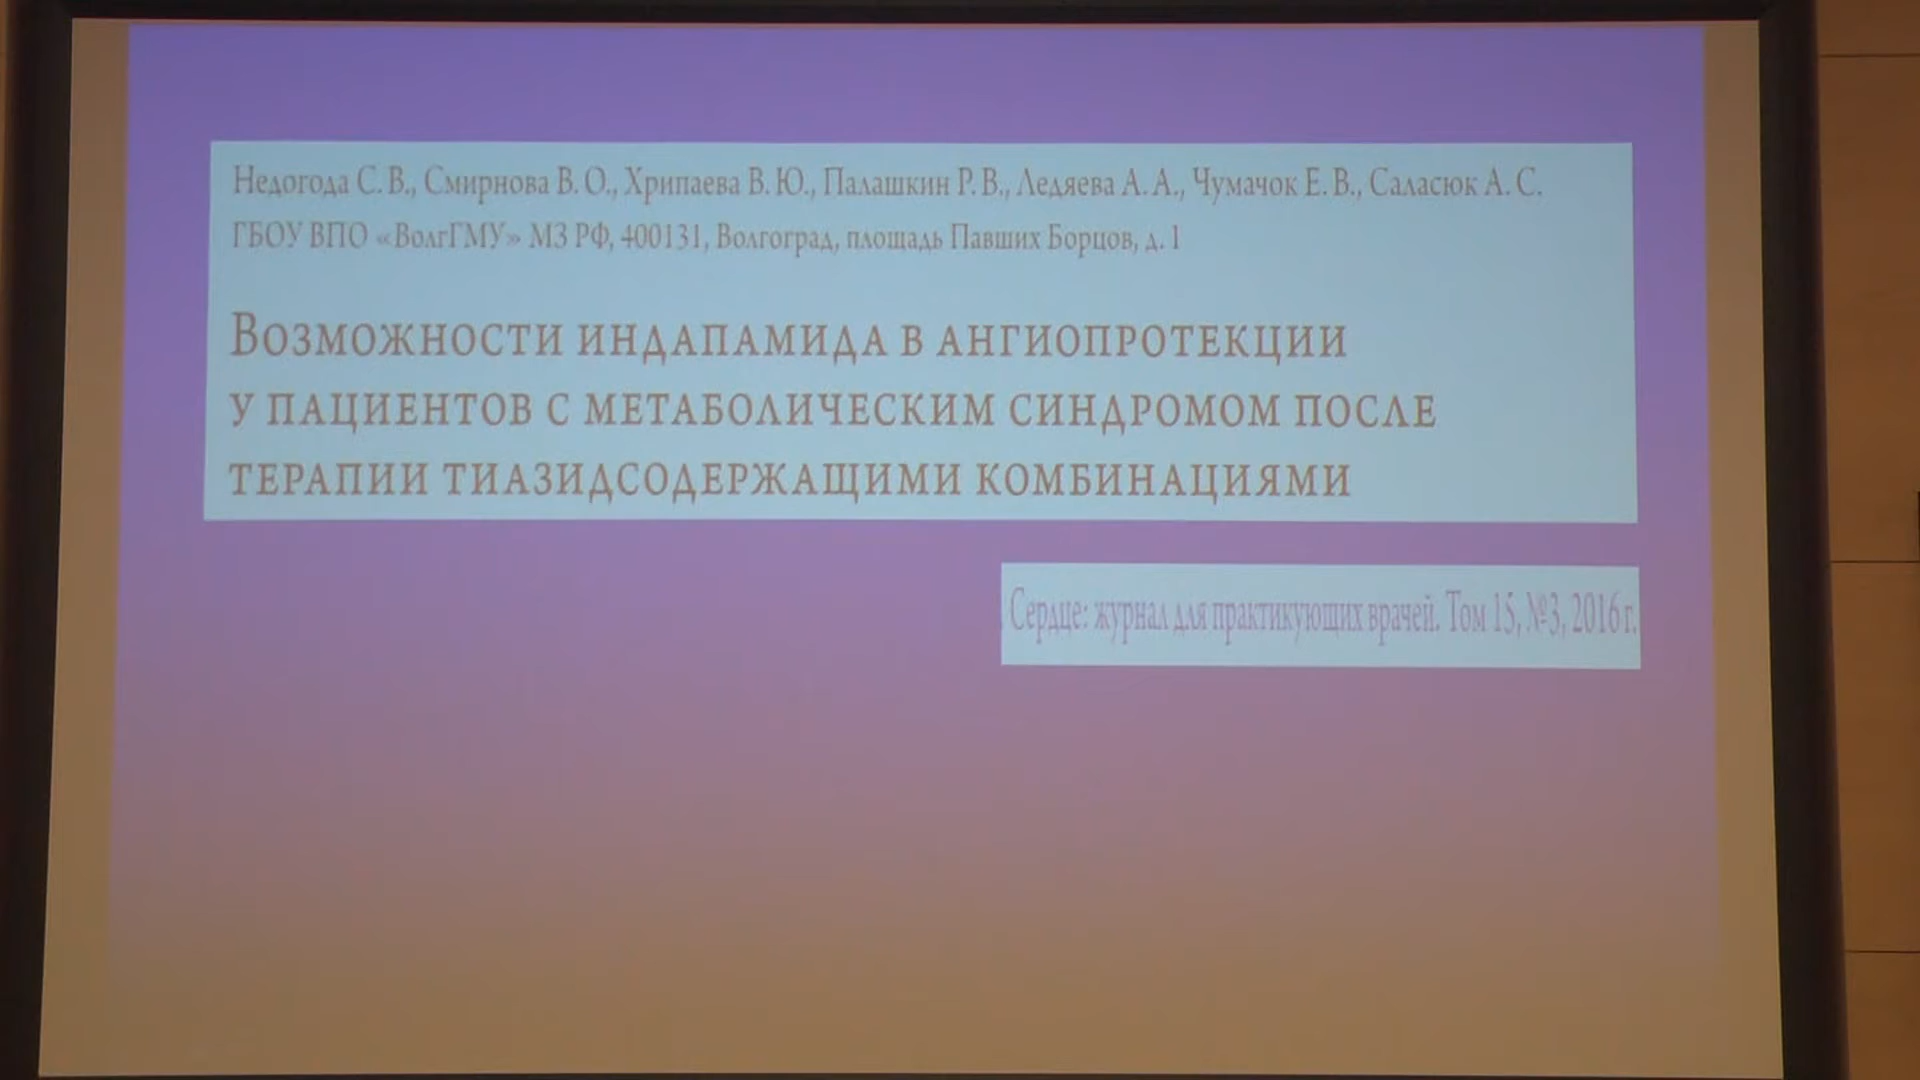 Недогода С. В., Смирнова В. О., Хрипаева В. Ю., Палашкин Р. В., Ледяева А. А., Чумачок Е. В., Саласюк А. С.
ГБОУ ВПО «ВолгГМУ» МЗ РФ, 400131, Волгоград, площадь Павших Борцов, д. 1
Возможности индапамида в ангиопротекции
у пациентов с метаболическим синдромом после
терапии тиазидсодержащими комбинациями
Сердце: журнал для практикующих врачей. Том 15, №3, 2016 г.